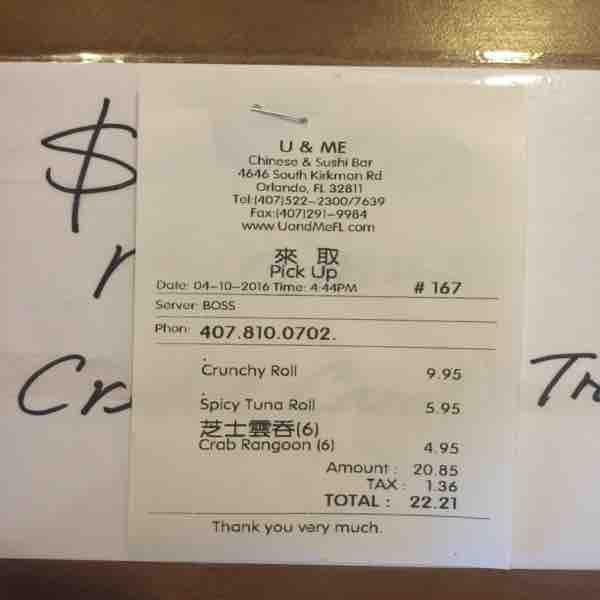 U & ME
Chinese & Sushi Bar
4646 South Kirkman Rd
Orlando, FL 32811
Tel:(407)522-2300/7639
Fax:(407)291-9984
www.UandMeFL.com
來 取
Pick Up
Date: 04-10-2016 Time: 4:44PM # 167
Server: BOSS
Phon: 407.810.0702.
Crunchy Roll 9.95
Spicy Tuna Roll 5.95
芝士雲吞(6)
Crab Rangoon (6) 4.95
Amount : 20.85
TAX : 1.36
TOTAL : 22.21
Thank you very much.
$